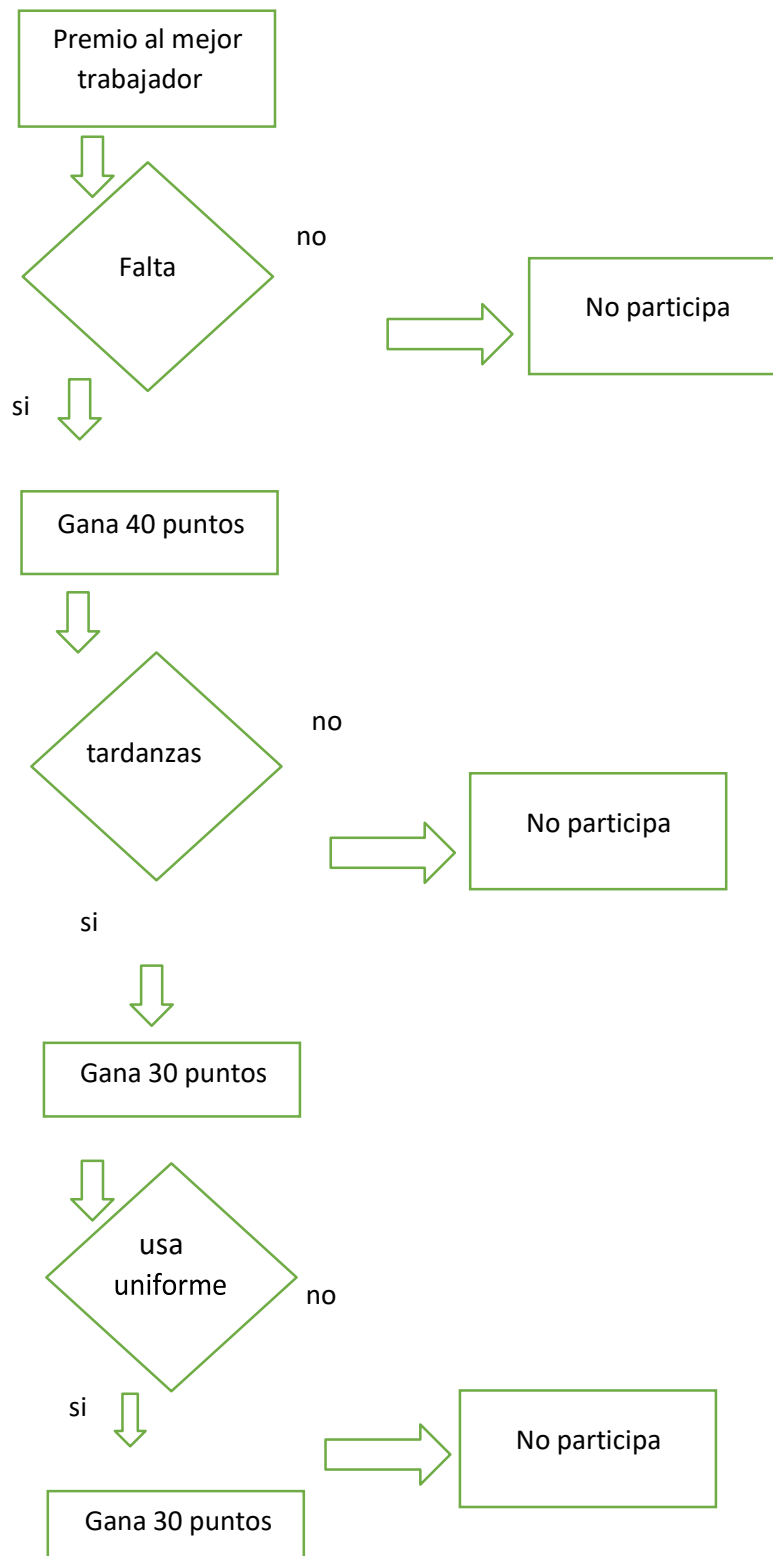 Premio al mejor
trabajador
no
Falta
No participa
si
Gana 40 puntos
no
tardanzas
No participa
si
Gana 30 puntos
usa
uniforme
no
si
No participa
Gana 30 puntos